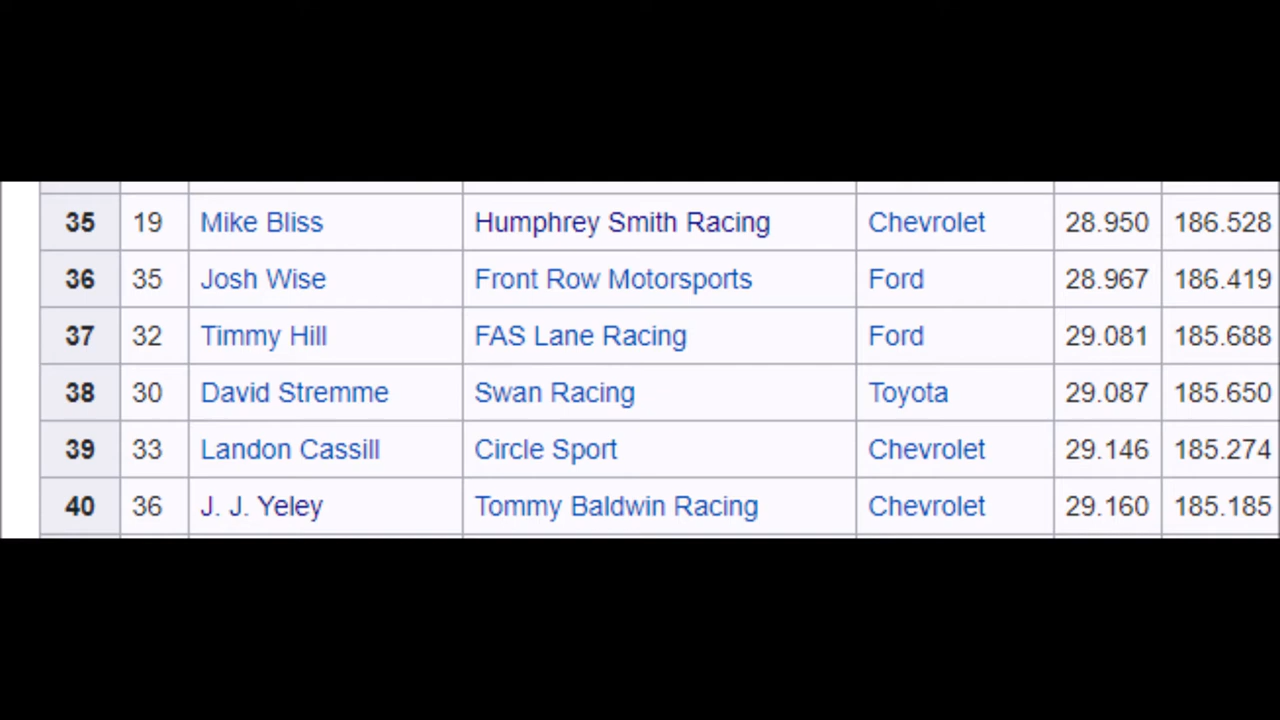 35 19 Mike Bliss Humphrey Smith Racing Chevrolet 28.950 186.528
36 35 Josh Wise Front Row Motorsports Ford 28.967 186.419
37 32 Timmy Hill FAS Lane Racing Ford 29.081 185.688
38 30 David Stremme Swan Racing Toyota 29.087 185.650
39 33 Landon Cassill Circle Sport Chevrolet 29.146 185.274
40 36 J. J. Yeley Tommy Baldwin Racing Chevrolet 29.160 185.185